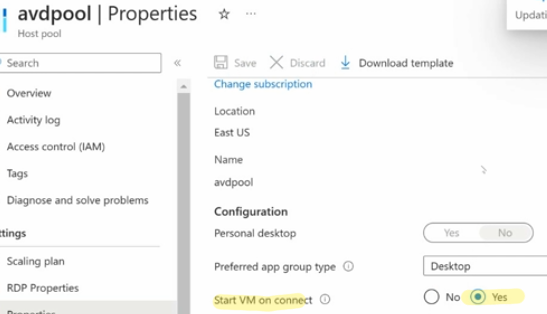 avdpool | Properties
Host pool
Updati
Search
Save Discard Download template
Overview
Activity log
Access control (IAM)
Tags
Diagnose and solve problems
ttings
Scaling plan
RDP Properties
Properties
Change subscription
Location
East US
Name
avdpool
Configuration
Personal desktop Yes No
Preferred app group type Desktop
Start VM on connect No Yes